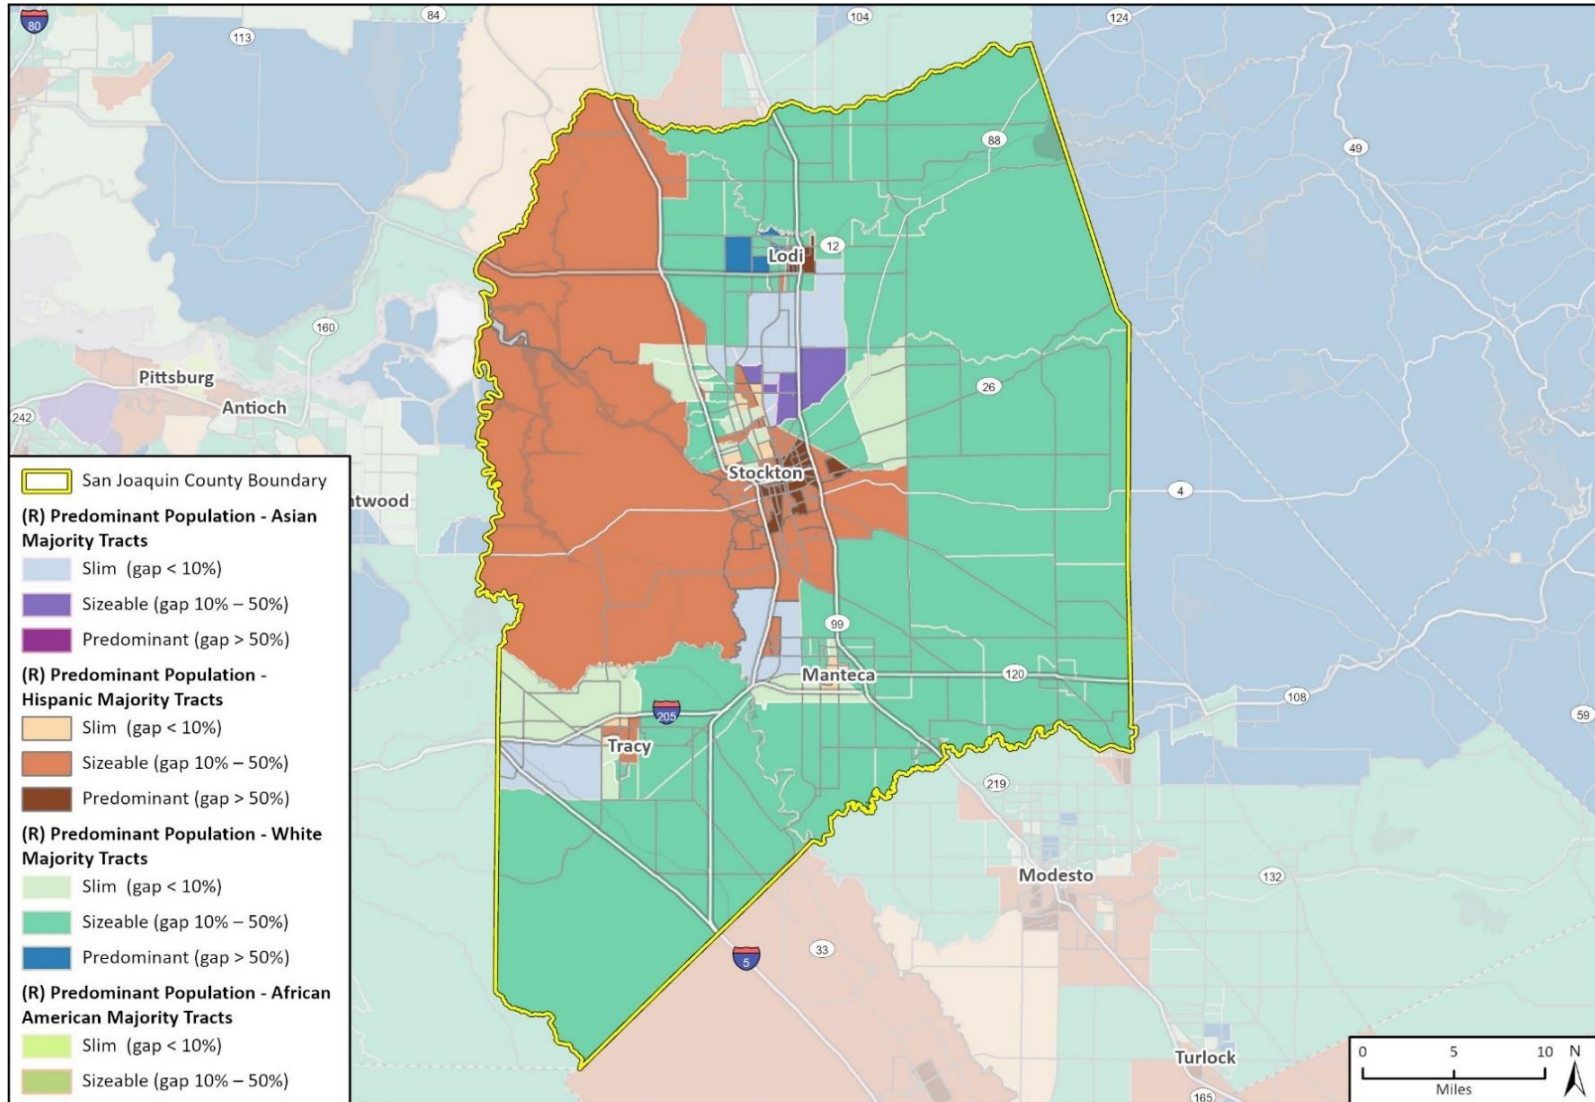 80
113
84
104
124
88
49
Lodi
12
160
Pittsburg
Antioch
242
26
Stockton
4
ntwood
99
Manteca
120
108
59
205
Tracy
219
Modesto
132
33
5
Turlock
165
San Joaquin County Boundary
(R) Predominant Population - Asian
Majority Tracts
Slim (gap < 10%)
Sizeable (gap 10% – 50%)
Predominant (gap > 50%)
(R) Predominant Population -
Hispanic Majority Tracts
Slim (gap < 10%)
Sizeable (gap 10% – 50%)
Predominant (gap > 50%)
(R) Predominant Population - White
Majority Tracts
Slim (gap < 10%)
Sizeable (gap 10% – 50%)
Predominant (gap > 50%)
(R) Predominant Population - African
American Majority Tracts
Slim (gap < 10%)
Sizeable (gap 10% – 50%)
0 5 10
Miles
N